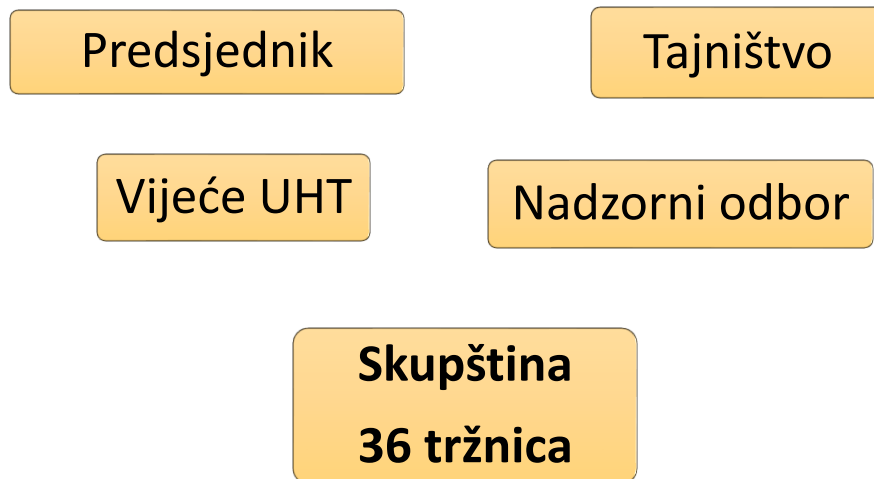 Predsjednik
Tajništvo
Vijeće UHT
Nadzorni odbor
Skupština
36 tržnica